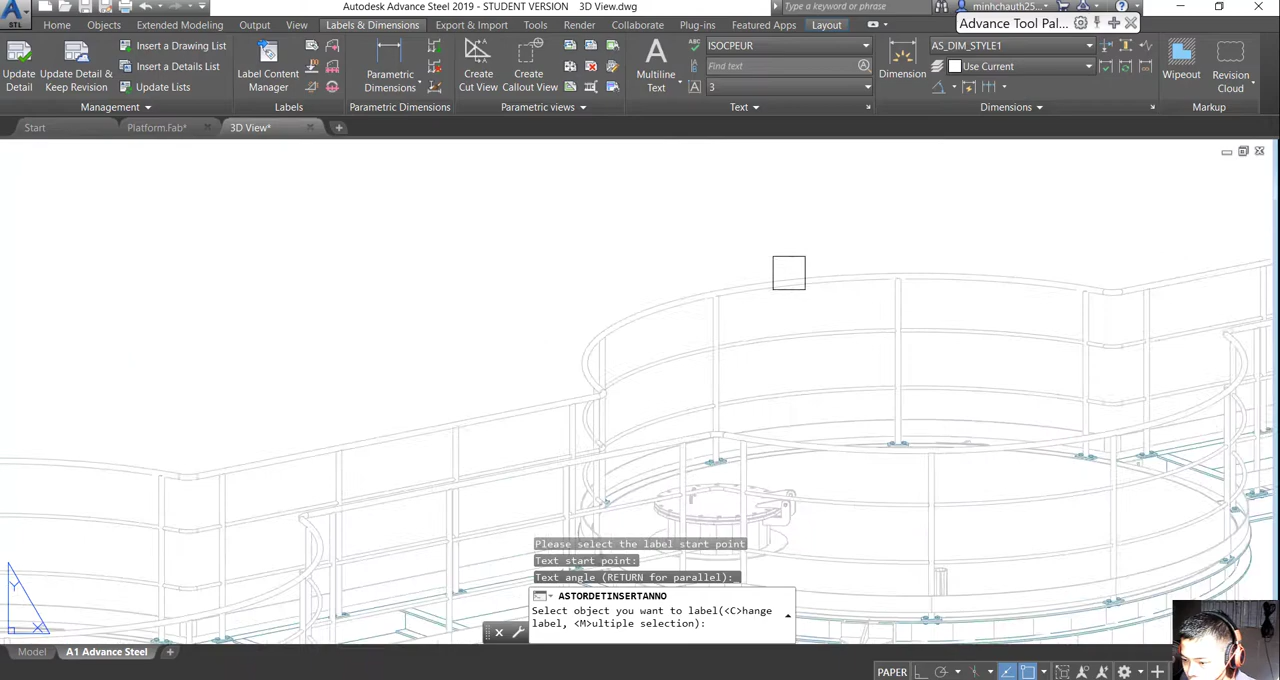 Autodesk Advance Steel 2019 - STUDENT VERSION 3D View.dwg
Type a keyword or phrase
minhchauth25...
STL
Home Objects Extended Modeling Output View Labels & Dimensions Export & Import Tools Render Collaborate Plug-ins Featured Apps Layout
Advance Tool Pal...
Update Detail
Update Detail & Keep Revision
Insert a Drawing List
Insert a Details List
Update Lists
Management
Label Content Manager
Labels
Parametric Dimensions
Parametric Dimensions
Create Cut View
Create Callout View
Parametric views
Multiline Text
ABC
ISOCPEUR
Find text
3
Text
Dimension
AS_DIM_STYLE1
Use Current
Dimensions
Wipeout
Revision Cloud
Markup
Start
Platform.Fab*
3D View*
Please select the label start point
Text start point:
Text angle (RETURN for parallel):
ASTORDETINSERTANNO
Select object you want to label(<C>hange
label, <M>ultiple selection):
Y
X
Model
A1 Advance Steel
PAPER